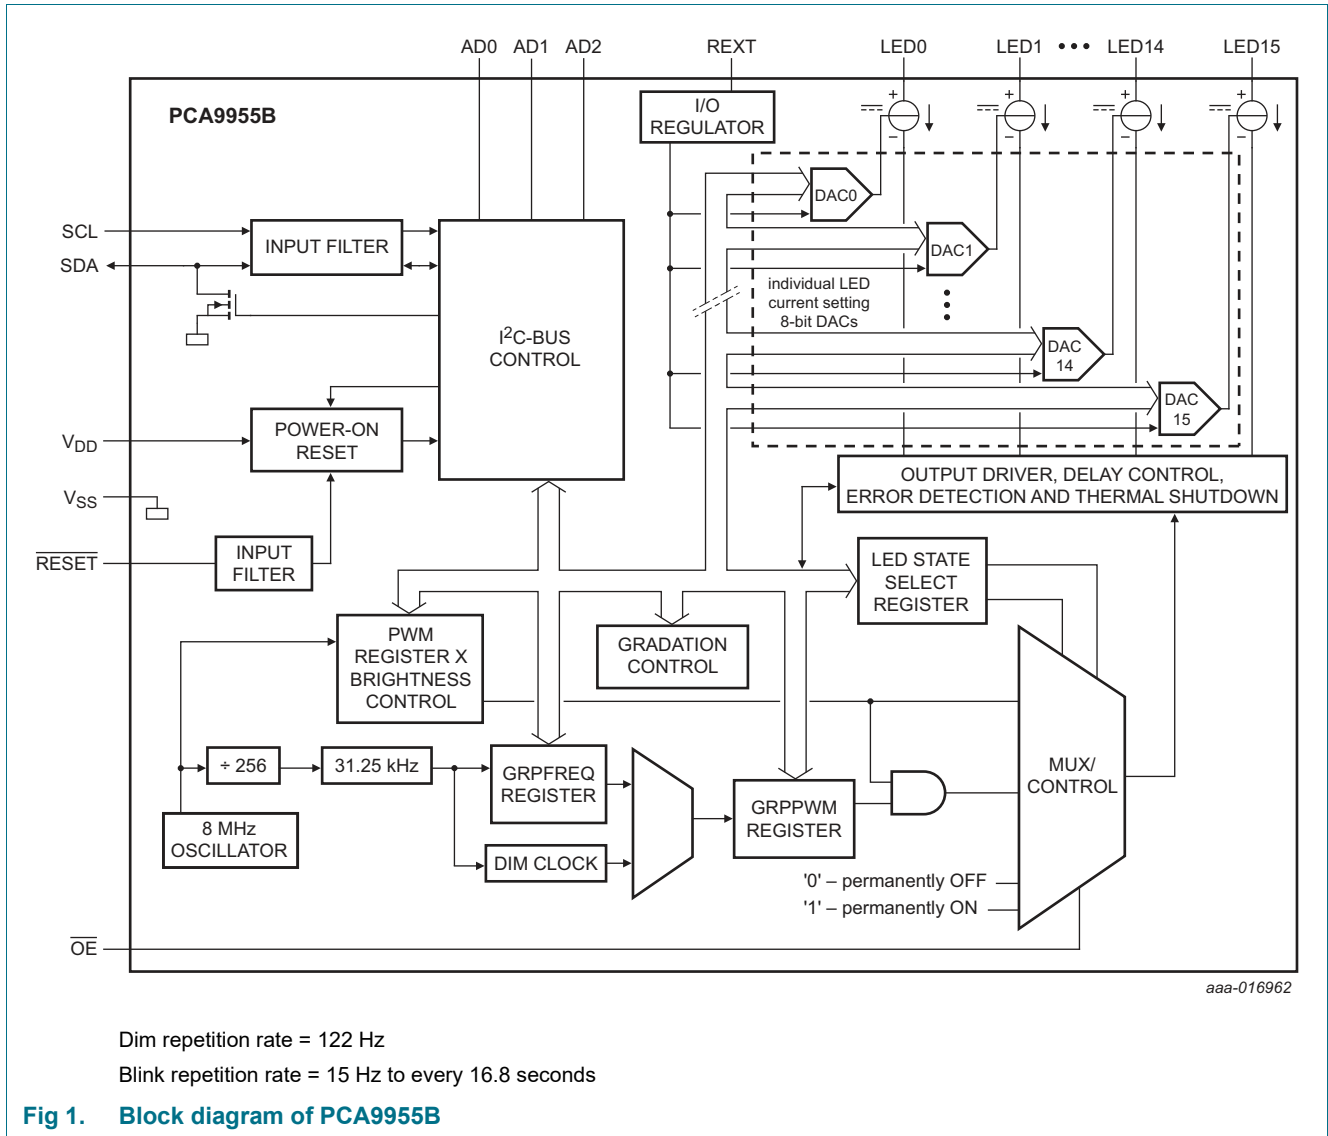 AD0 AD1 AD2 REXT LED0 LED1 ••• LED14 LED15
PCA9955B
I/O
REGULATOR
+ − + − + − + −
DAC0
SCL
INPUT FILTER
SDA
DAC1
individual LED
current setting
8-bit DACs
I2C-BUS
CONTROL
DAC
14
DAC
15
VDD
POWER-ON
RESET
VSS
OUTPUT DRIVER, DELAY CONTROL,
ERROR DETECTION AND THERMAL SHUTDOWN
RESET
INPUT
FILTER
LED STATE
SELECT
REGISTER
PWM
REGISTER X
BRIGHTNESS
CONTROL
GRADATION
CONTROL
÷ 256
31.25 kHz
GRPFREQ
REGISTER
MUX/
CONTROL
GRPPWM
REGISTER
8 MHz
OSCILLATOR
DIM CLOCK
'0' – permanently OFF
'1' – permanently ON
OE
aaa-016962
Dim repetition rate = 122 Hz
Blink repetition rate = 15 Hz to every 16.8 seconds
Fig 1. Block diagram of PCA9955B